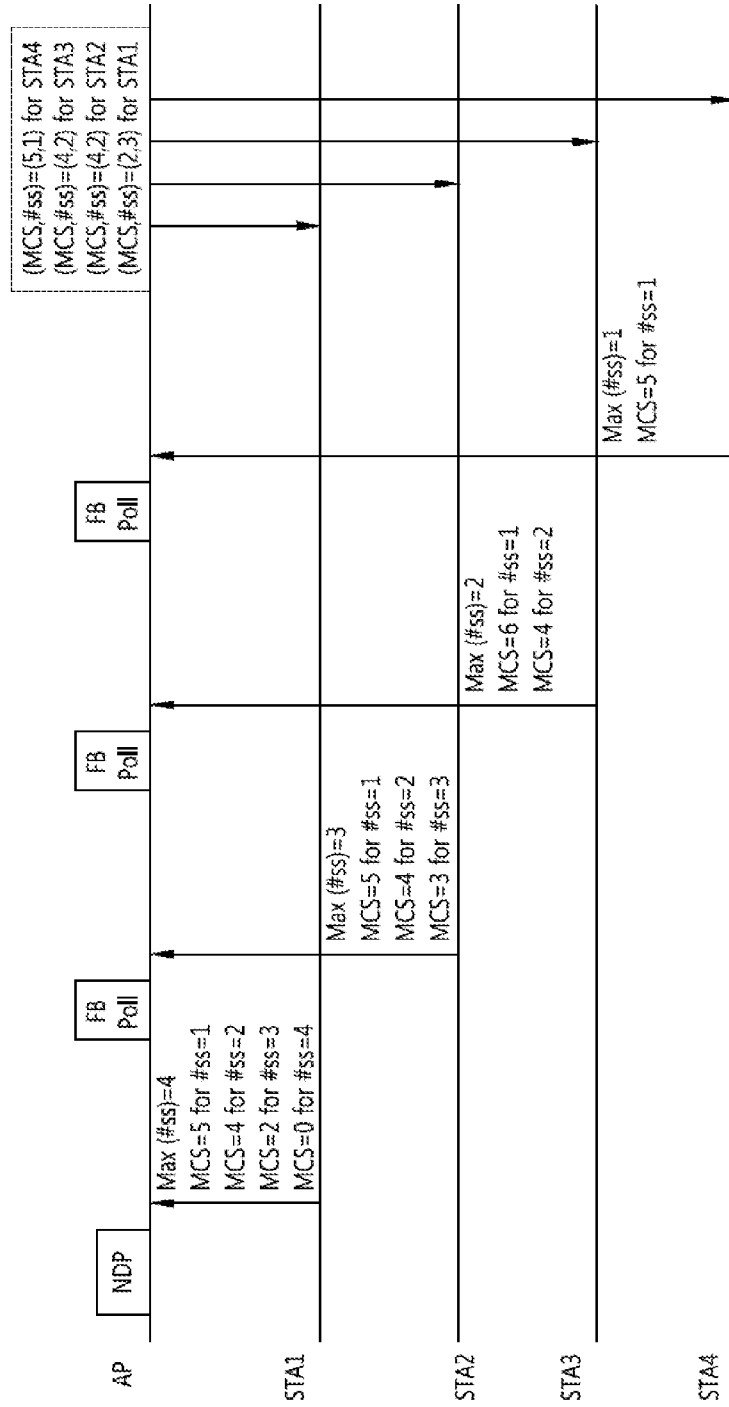 (MCS,#ss)=(5,1) for STA4
(MCS,#ss)=(4,2) for STA3
(MCS,#ss)=(4,2) for STA2
(MCS,#ss)=(2,3) for STA1
AP
NDP
FB
Poll
FB
Poll
FB
Poll
Max (#ss)=4
MCS=5 for #ss=1
MCS=4 for #ss=2
MCS=2 for #ss=3
MCS=0 for #ss=4
STA1
Max (#ss)=3
MCS=5 for #ss=1
MCS=4 for #ss=2
MCS=3 for #ss=3
STA2
Max (#ss)=2
MCS=6 for #ss=1
MCS=4 for #ss=2
STA3
Max (#ss)=1
MCS=5 for #ss=1
STA4